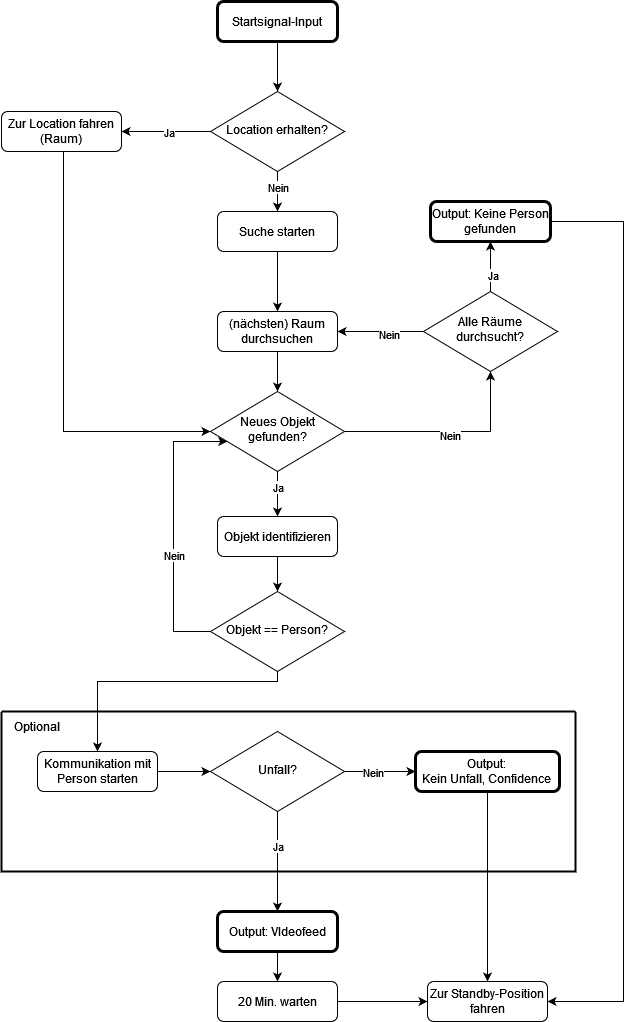 Startsignal-Input
Location erhalten?
Zur Location fahren
(Raum)
Ja
Nein
Suche starten
Output: Keine Person
gefunden
Ja
(nächsten) Raum
durchsuchen
Nein
Alle Räume
durchsucht?
Neues Objekt
gefunden?
Nein
Ja
Objekt identifizieren
Nein
Objekt == Person?
Optional
Kommunikation mit
Person starten
Unfall?
Nein
Output:
Kein Unfall, Confidence
Ja
Output: VIdeofeed
20 Min. warten
Zur Standby-Position
fahren